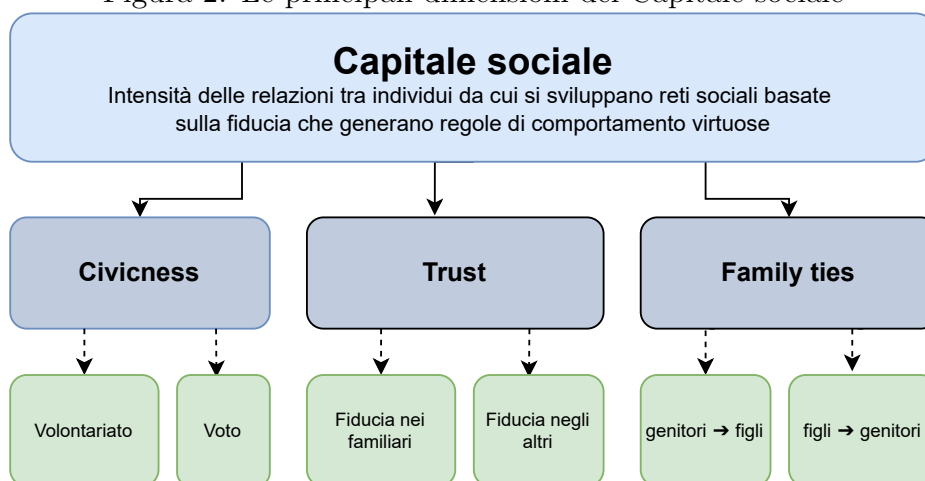 Figura 2: Le principali dimensioni del Capitale sociale
Capitale sociale
Intensità delle relazioni tra individui da cui si sviluppano reti sociali basate
sulla fiducia che generano regole di comportamento virtuose
Civicness
Trust
Family ties
Volontariato
Voto
Fiducia nei
familiari
Fiducia negli
altri
genitori ➔ figli
figli ➔ genitori